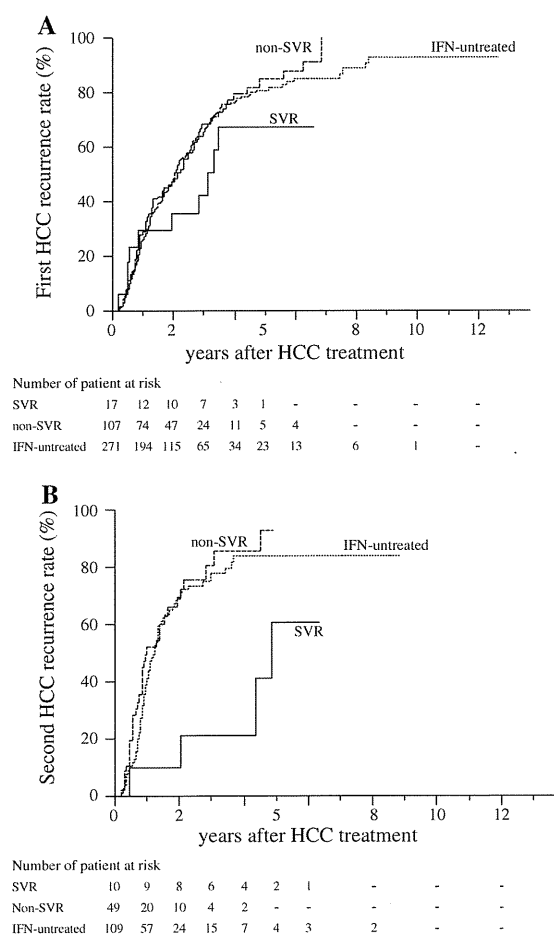 A
First HCC recurrence rate (%)
100
80
60
40
20
0
non-SVR
IFN-untreated
SVR
0 2 5 8 10 12
years after HCC treatment
Number of patient at risk
SVR 17 12 10 7 3 1 - - - -
non-SVR 107 74 47 24 11 5 4 - - -
IFN-untreated 271 194 115 65 34 23 13 6 1 -
B
Second HCC recurrence rate (%)
100
80
60
40
20
0
non-SVR
IFN-untreated
SVR
0 2 5 8 10 12
years after HCC treatment
Number of patient at risk
SVR 10 9 8 6 4 2 1 - - -
Non-SVR 49 20 10 4 2 - - - - -
IFN-untreated 109 57 24 15 7 4 3 2 - -